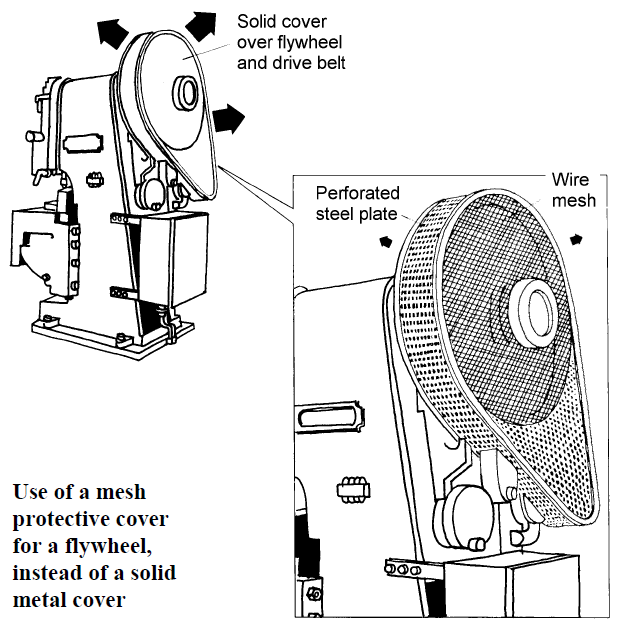 Solid cover
over flywheel
and drive belt
Perforated
steel plate
Wire
mesh
Use of a mesh
protective cover
for a flywheel,
instead of a solid
metal cover